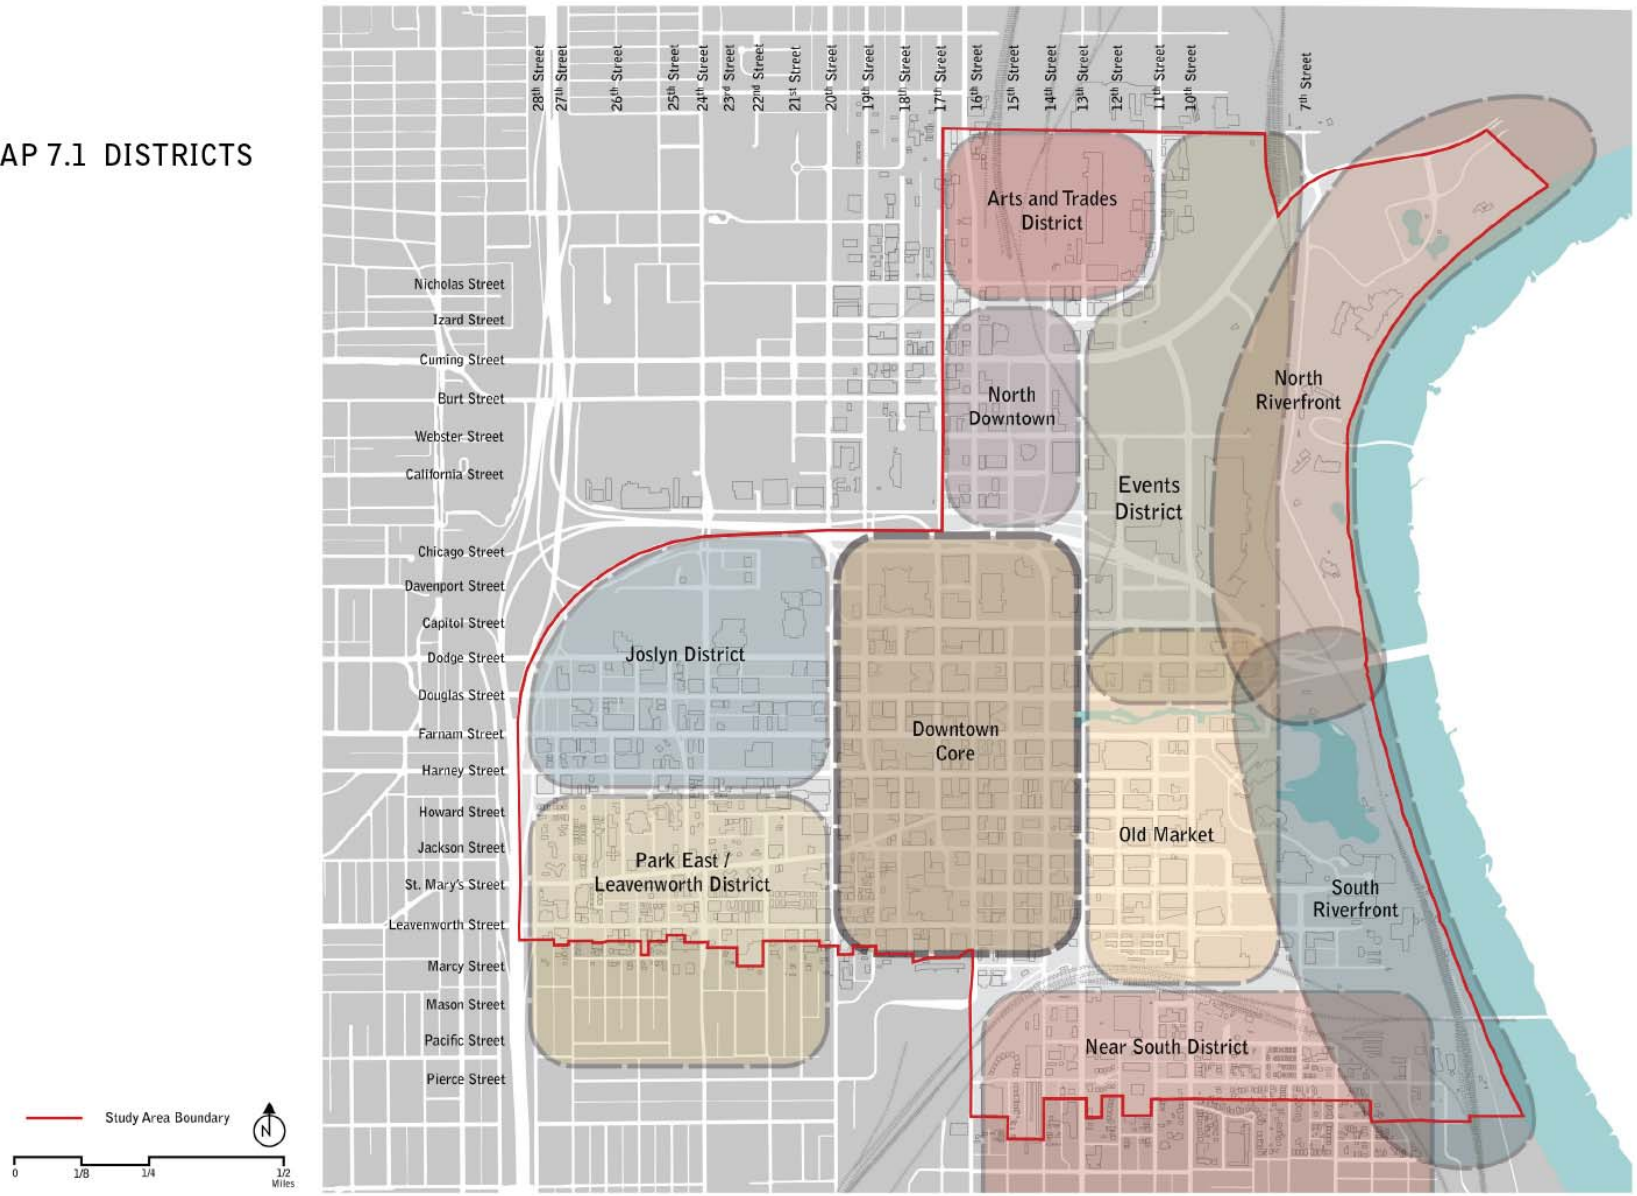 AP 7.1 DISTRICTS
28th Street
27th Street
26th Street
25th Street
24th Street
23rd Street
22nd Street
21st Street
20th Street
19th Street
18th Street
17th Street
16th Street
15th Street
14th Street
13th Street
12th Street
11th Street
10th Street
7th Street
Nicholas Street
Izard Street
Cuming Street
Burt Street
Webster Street
California Street
Chicago Street
Davenport Street
Capitol Street
Dodge Street
Douglas Street
Farnam Street
Harney Street
Howard Street
Jackson Street
St. Mary's Street
Leavenworth Street
Marcy Street
Mason Street
Pacific Street
Pierce Street
Arts and Trades
District
North
Downtown
North
Riverfront
Events
District
Joslyn District
Downtown
Core
Old Market
Park East /
Leavenworth District
South
Riverfront
Near South District
Study Area Boundary
N
0
1/8
1/4
1/2
Miles